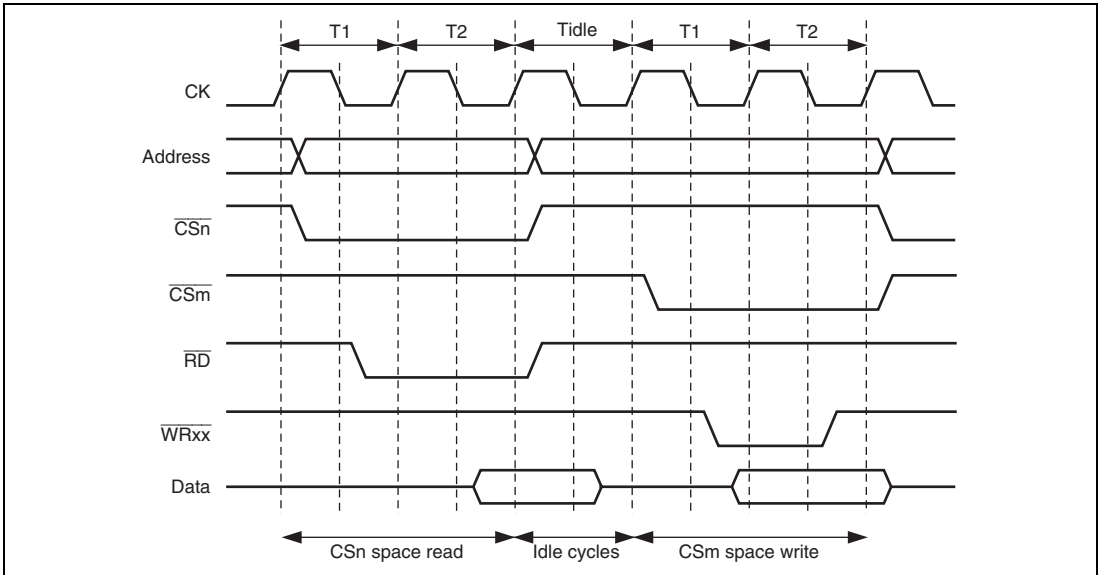 T1 T2 Tidle T1 T2
CK
Address
CSn
CSm
RD
WRxx
Data
CSn space read Idle cycles CSm space write